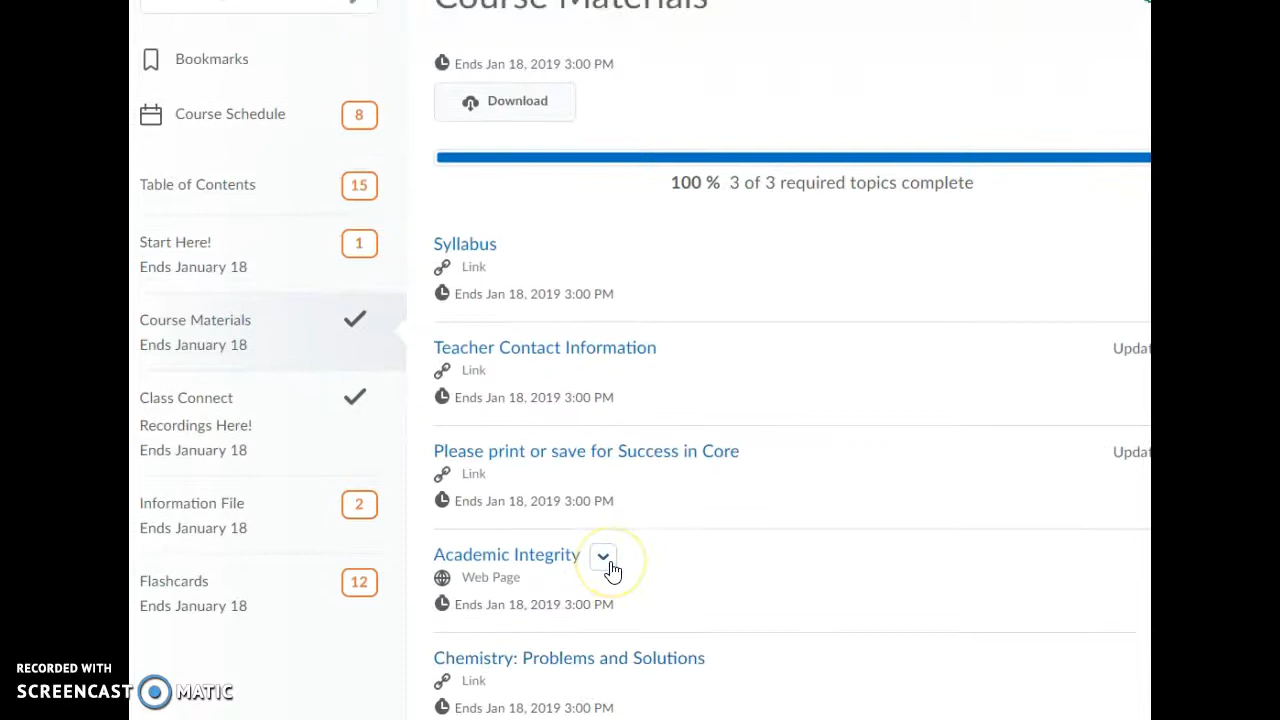 Course Materials
Bookmarks
Ends Jan 18, 2019 3:00 PM
Download
Course Schedule
8
100 % 3 of 3 required topics complete
Table of Contents
15
Start Here!
1
Ends January 18
Course Materials
Ends January 18
Class Connect
Recordings Here!
Ends January 18
Information File
2
Ends January 18
Flashcards
12
Ends January 18
Syllabus
Link
Ends Jan 18, 2019 3:00 PM
Teacher Contact Information
Updat
Link
Ends Jan 18, 2019 3:00 PM
Please print or save for Success in Core
Updat
Link
Ends Jan 18, 2019 3:00 PM
Academic Integrity
Web Page
Ends Jan 18, 2019 3:00 PM
Chemistry: Problems and Solutions
Link
Ends Jan 18, 2019 3:00 PM
RECORDED WITH
SCREENCAST MATIC